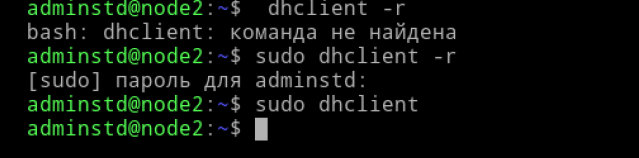 adminstd@node2:~$  dhclient -r
bash: dhclient: команда не найдена
adminstd@node2:~$ sudo dhclient -r
[sudo] пароль для adminstd:
adminstd@node2:~$ sudo dhclient
adminstd@node2:~$